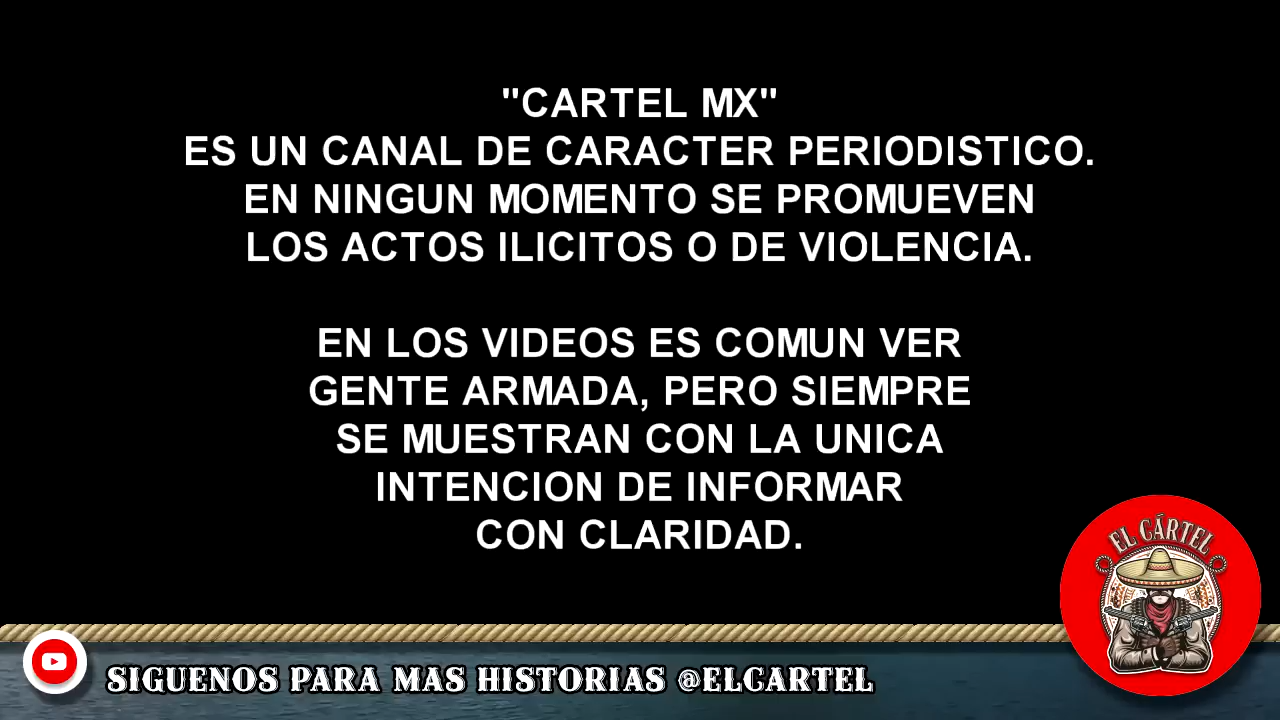 "CARTEL MX"
ES UN CANAL DE CARACTER PERIODISTICO.
EN NINGUN MOMENTO SE PROMUEVEN
LOS ACTOS ILICITOS O DE VIOLENCIA.
EN LOS VIDEOS ES COMUN VER
GENTE ARMADA, PERO SIEMPRE
SE MUESTRAN CON LA UNICA
INTENCION DE INFORMAR
CON CLARIDAD.
EL CÁRTEL
SIGUENOS PARA MAS HISTORIAS @ELCARTEL